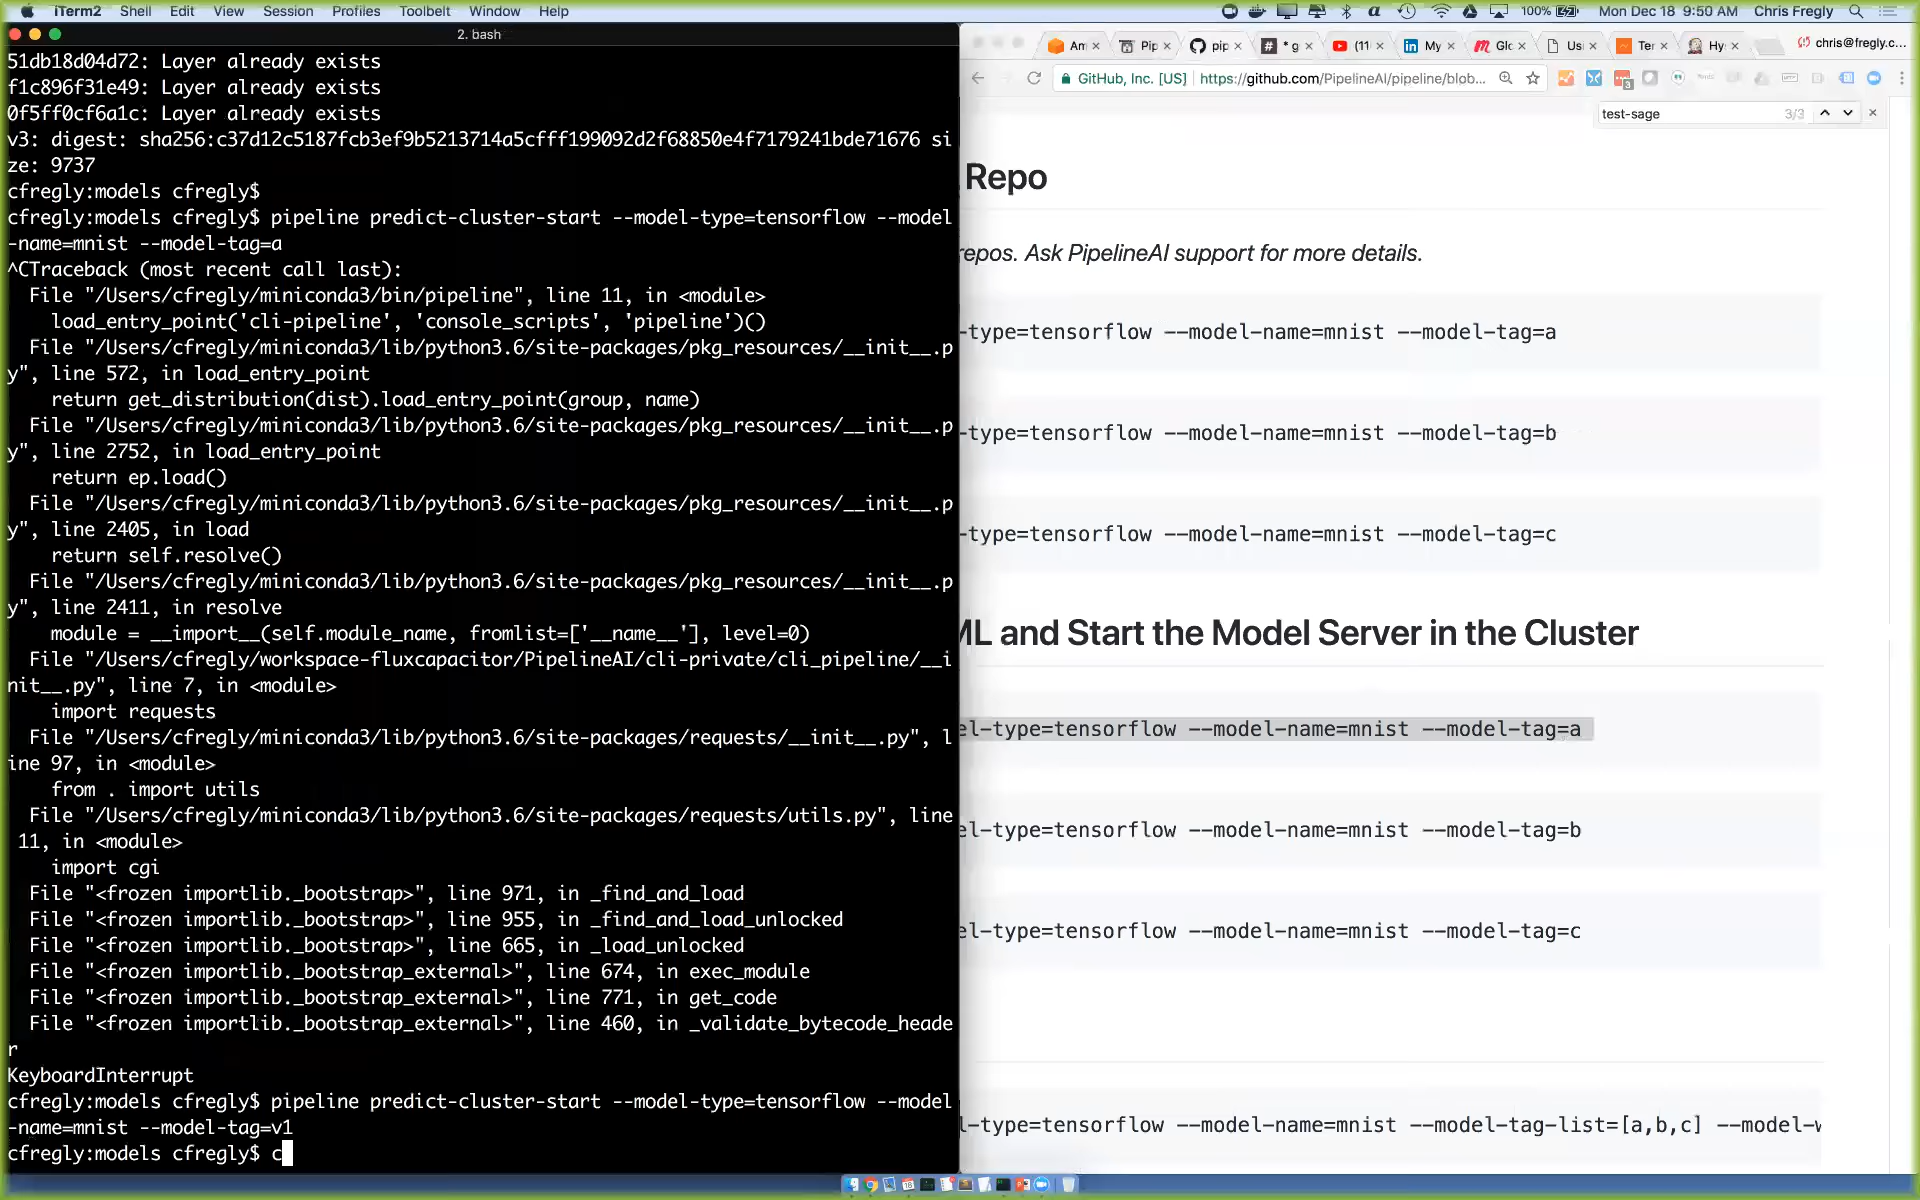 iTerm2 Shell Edit View Session Profiles Toolbelt Window Help
100% Mon Dec 18 9:50 AM Chris Fregly
2. bash
51db18d04d72: Layer already exists
f1c896f31e49: Layer already exists
0f5ff0cf6a1c: Layer already exists
v3: digest: sha256:c37d12c5187fcb3ef9b5213714a5cfff199092d2f68850e4f7179241bde71676 si
ze: 9737
cfregly:models cfregly$
cfregly:models cfregly$ pipeline predict-cluster-start --model-type=tensorflow --model
-name=mnist --model-tag=a
^CTraceback (most recent call last):
File "/Users/cfregly/miniconda3/bin/pipeline", line 11, in <module>
load_entry_point('cli-pipeline', 'console_scripts', 'pipeline')()
File "/Users/cfregly/miniconda3/lib/python3.6/site-packages/pkg_resources/__init__.p
y", line 572, in load_entry_point
return get_distribution(dist).load_entry_point(group, name)
File "/Users/cfregly/miniconda3/lib/python3.6/site-packages/pkg_resources/__init__.p
y", line 2752, in load_entry_point
return ep.load()
File "/Users/cfregly/miniconda3/lib/python3.6/site-packages/pkg_resources/__init__.p
y", line 2405, in load
return self.resolve()
File "/Users/cfregly/miniconda3/lib/python3.6/site-packages/pkg_resources/__init__.p
y", line 2411, in resolve
module = __import__(self.module_name, fromlist=['__name__'], level=0)
File "/Users/cfregly/workspace-fluxcapacitor/PipelineAI/cli-private/cli_pipeline/__i
nit__.py", line 7, in <module>
import requests
File "/Users/cfregly/miniconda3/lib/python3.6/site-packages/requests/__init__.py", l
ine 97, in <module>
from . import utils
File "/Users/cfregly/miniconda3/lib/python3.6/site-packages/requests/utils.py", line
11, in <module>
import cgi
File "<frozen importlib._bootstrap>", line 971, in _find_and_load
File "<frozen importlib._bootstrap>", line 955, in _find_and_load_unlocked
File "<frozen importlib._bootstrap>", line 665, in _load_unlocked
File "<frozen importlib._bootstrap_external>", line 674, in exec_module
File "<frozen importlib._bootstrap_external>", line 771, in get_code
File "<frozen importlib._bootstrap_external>", line 460, in _validate_bytecode_heade
r
KeyboardInterrupt
cfregly:models cfregly$ pipeline predict-cluster-start --model-type=tensorflow --model
-name=mnist --model-tag=v1
cfregly:models cfregly$ c
Am Pip pip * g (11 My Glo Usi Ter Hy chris@fregly.c...
GitHub, Inc. [US] https://github.com/PipelineAI/pipeline/blob...
test-sage 3/3
Repo
repos. Ask PipelineAI support for more details.
-type=tensorflow --model-name=mnist --model-tag=a
-type=tensorflow --model-name=mnist --model-tag=b
-type=tensorflow --model-name=mnist --model-tag=c
ML and Start the Model Server in the Cluster
el-type=tensorflow --model-name=mnist --model-tag=a
el-type=tensorflow --model-name=mnist --model-tag=b
el-type=tensorflow --model-name=mnist --model-tag=c
l-type=tensorflow --model-name=mnist --model-tag-list=[a,b,c] --model-w